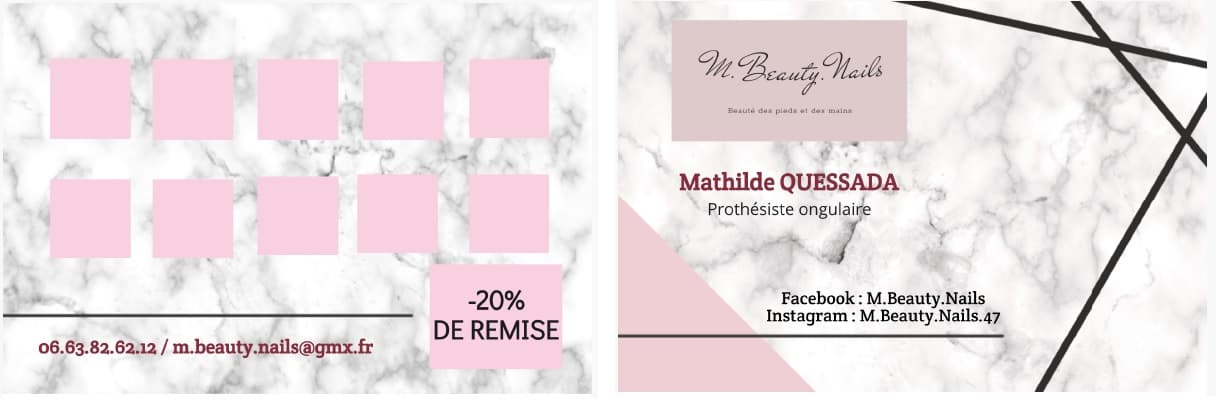 -20%
DE REMISE
06.63.82.62.12 / m.beauty.nails@gmx.fr
M.Beauty.Nails
Beauté des pieds et des mains
Mathilde QUESSADA
Prothésiste ongulaire
Facebook : M.Beauty.Nails
Instagram : M.Beauty.Nails.47